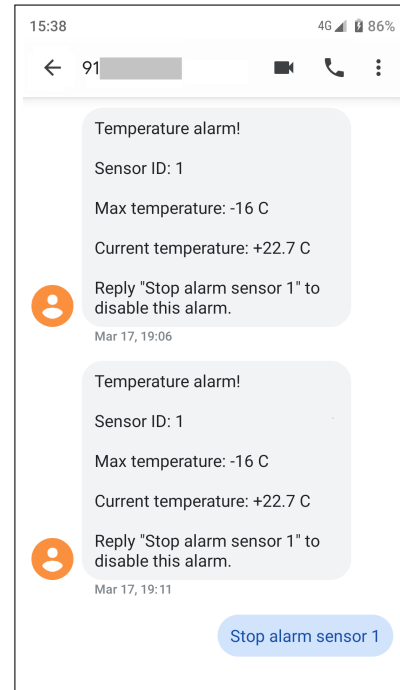 15:38
4G 86%
91
Temperature alarm!
Sensor ID: 1
Max temperature: -16 C
Current temperature: +22.7 C
Reply "Stop alarm sensor 1" to
disable this alarm.
Mar 17, 19:06
Temperature alarm!
Sensor ID: 1
Max temperature: -16 C
Current temperature: +22.7 C
Reply "Stop alarm sensor 1" to
disable this alarm.
Mar 17, 19:11
Stop alarm sensor 1